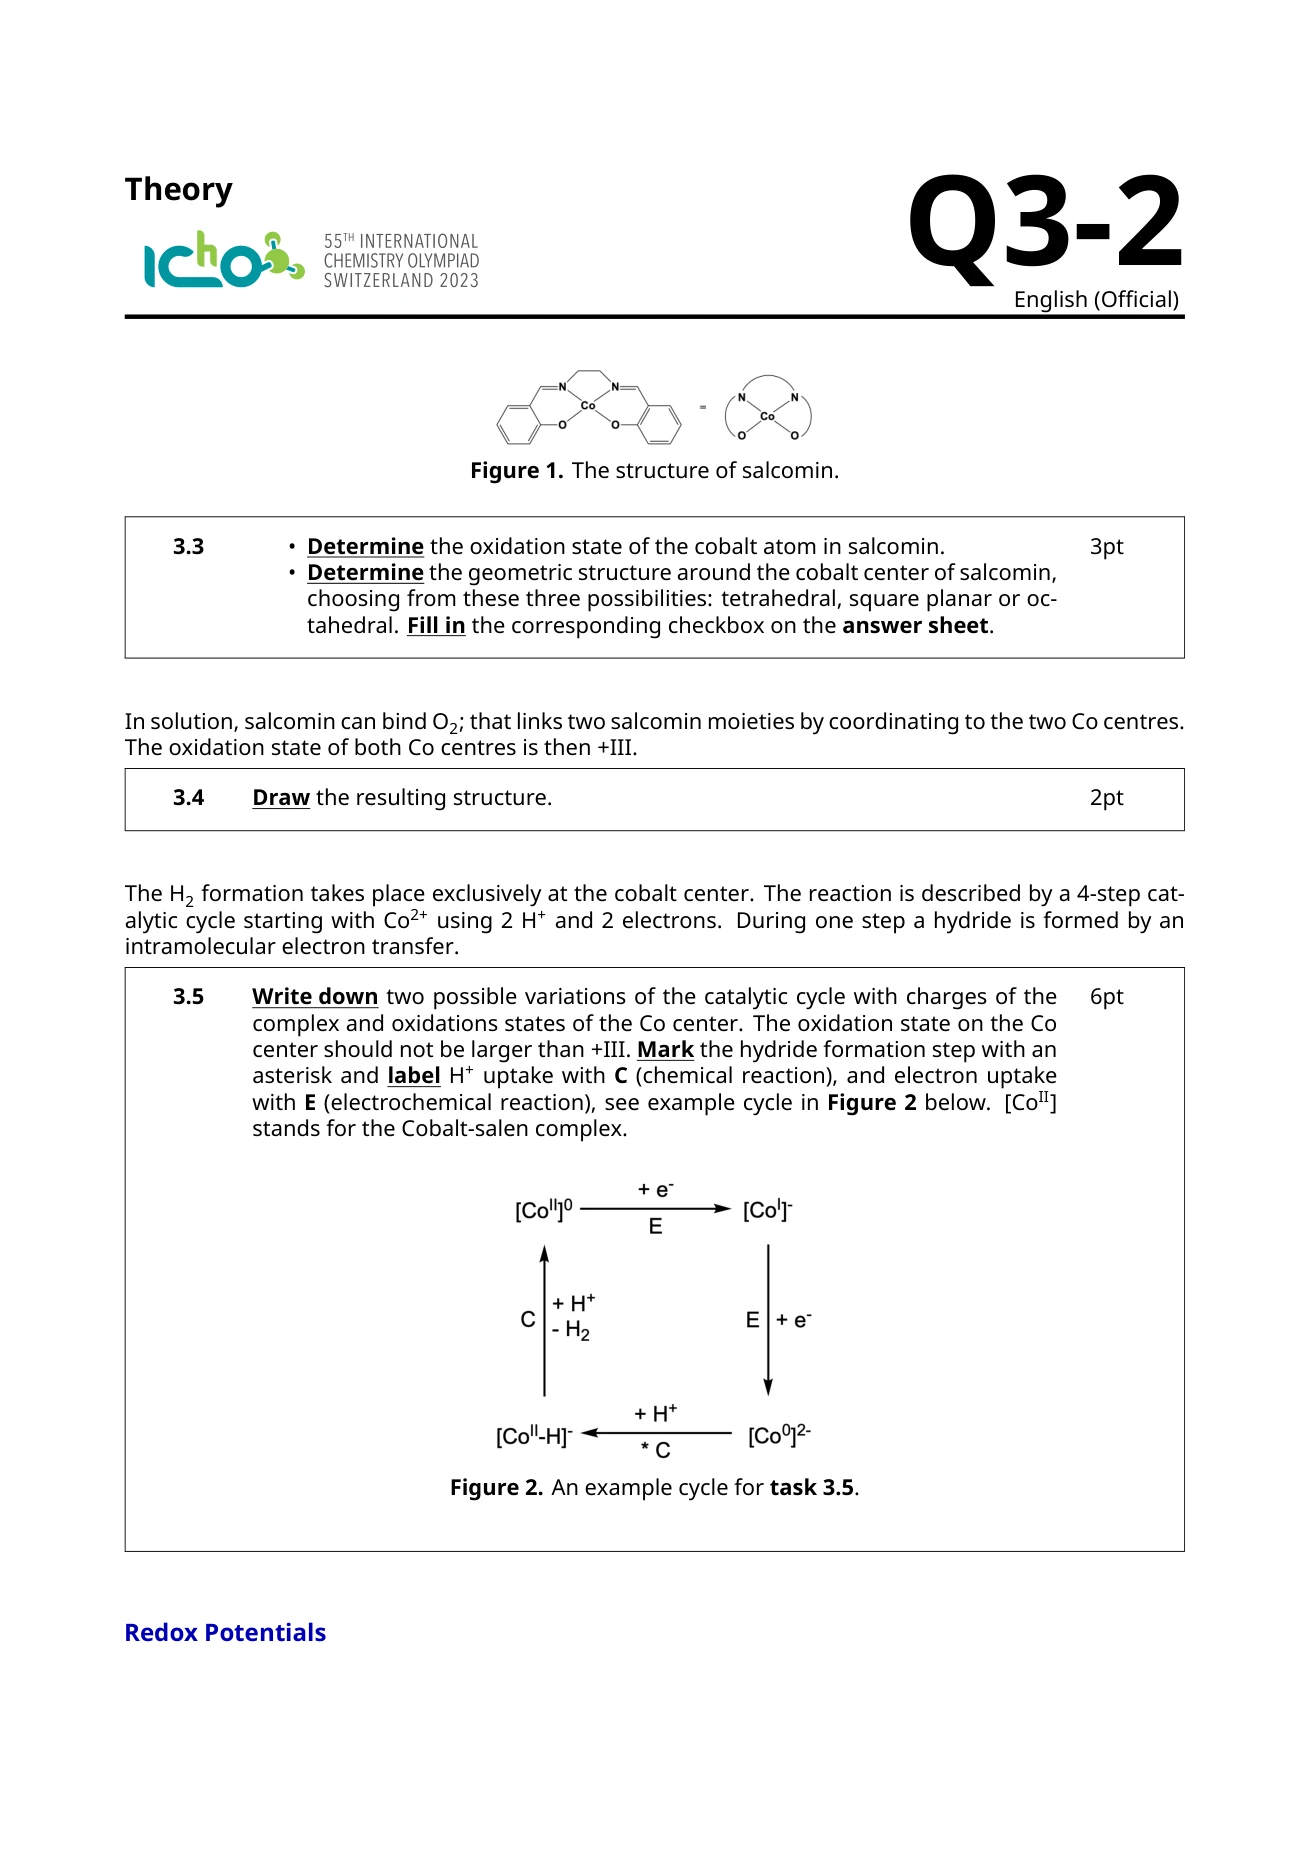 Theory
Q3-2
IChO
55TH INTERNATIONAL
CHEMISTRY OLYMPIAD
SWITZERLAND 2023
English (Official)
N N
Co
O O
=
N N
Co
O O
Figure 1. The structure of salcomin.
3.3 • Determine the oxidation state of the cobalt atom in salcomin. 3pt
• Determine the geometric structure around the cobalt center of salcomin,
choosing from these three possibilities: tetrahedral, square planar or oc-
tahedral. Fill in the corresponding checkbox on the answer sheet.
In solution, salcomin can bind O₂; that links two salcomin moieties by coordinating to the two Co centres.
The oxidation state of both Co centres is then +III.
3.4 Draw the resulting structure. 2pt
The H₂ formation takes place exclusively at the cobalt center. The reaction is described by a 4-step cat-
alytic cycle starting with Co²⁺ using 2 H⁺ and 2 electrons. During one step a hydride is formed by an
intramolecular electron transfer.
3.5 Write down two possible variations of the catalytic cycle with charges of the 6pt
complex and oxidations states of the Co center. The oxidation state on the Co
center should not be larger than +III. Mark the hydride formation step with an
asterisk and label H⁺ uptake with C (chemical reaction), and electron uptake
with E (electrochemical reaction), see example cycle in Figure 2 below. [Coᴵᴵ]
stands for the Cobalt-salen complex.
+ e⁻
[Coᴵᴵ]⁰ [Coᴵ]⁻
E
+ H⁺
C E + e⁻
- H₂
+ H⁺
[Coᴵᴵ-H]⁻ [Co⁰]²⁻
* C
Figure 2. An example cycle for task 3.5.
Redox Potentials